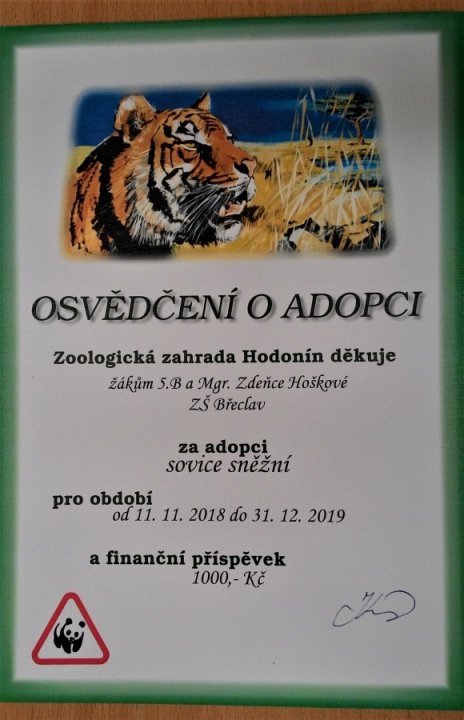 OSVĚDČENÍ O ADOPCI
Zoologická zahrada Hodonín děkuje
žákům 5.B a Mgr. Zdeňce Hoškové
ZŠ Břeclav
za adopci
sovice sněžní
pro období
od 11. 11. 2018 do 31. 12. 2019
a finanční příspěvek
1000,- Kč